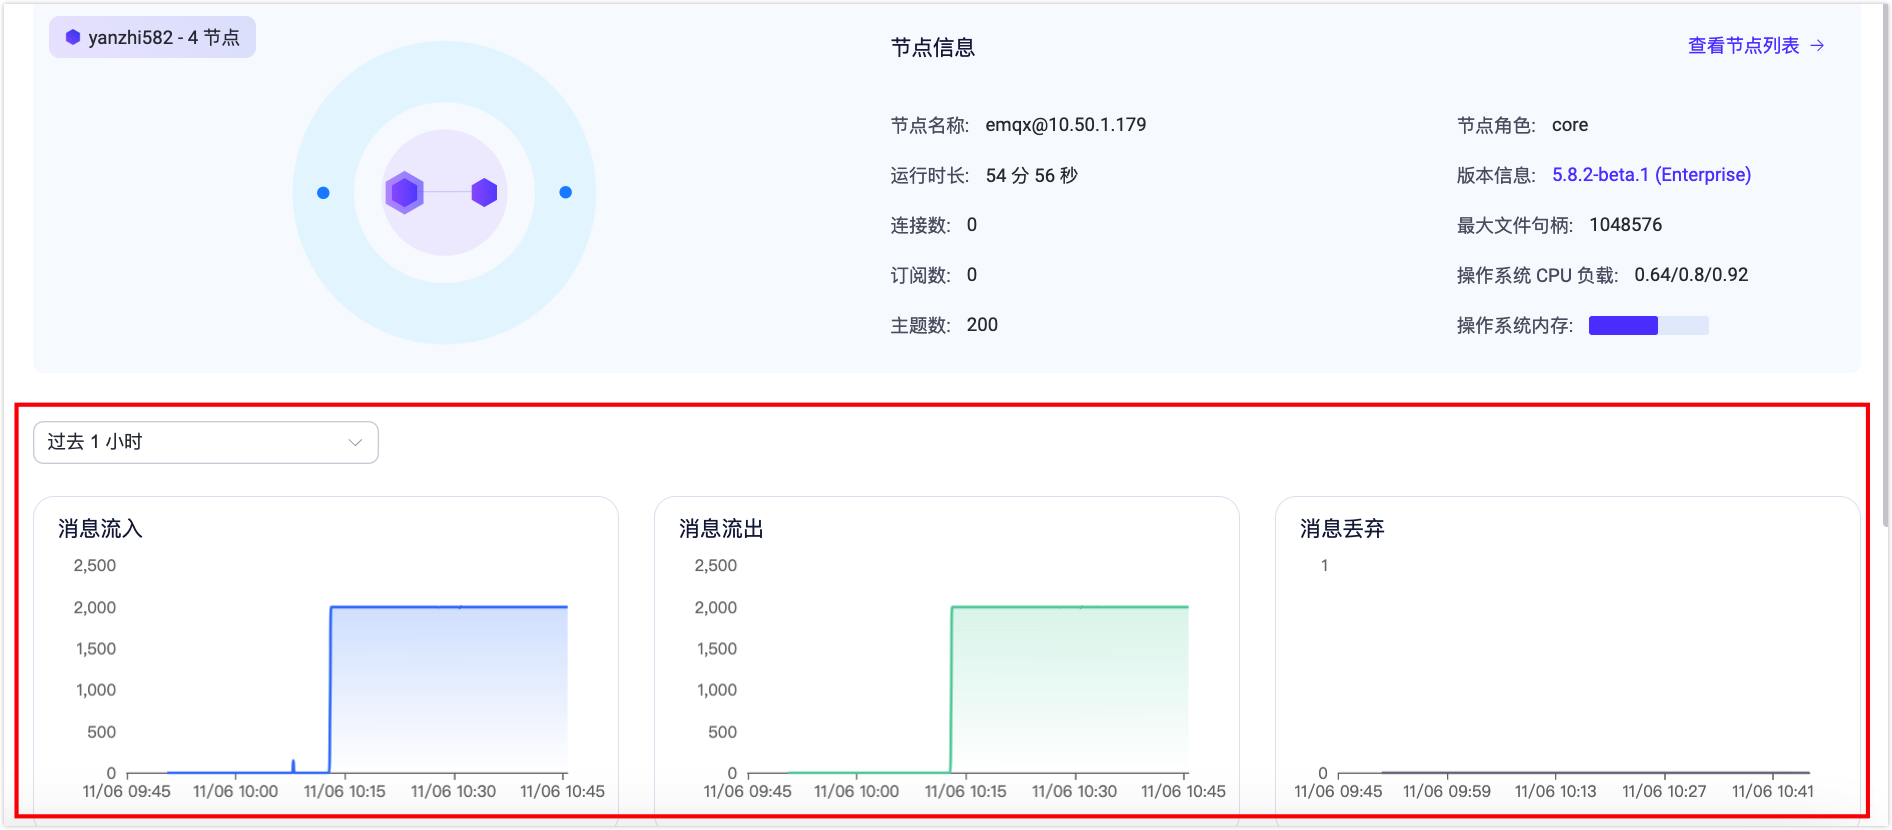 yanzhi582 - 4 节点
节点信息
查看节点列表 →
节点名称: emqx@10.50.1.179
节点角色: core
运行时长: 54 分 56 秒
版本信息: 5.8.2-beta.1 (Enterprise)
连接数: 0
最大文件句柄: 1048576
订阅数: 0
操作系统 CPU 负载: 0.64/0.8/0.92
主题数: 200
操作系统内存:
过去 1 小时
消息流入
2,500
2,000
1,500
1,000
500
0
11/06 09:45 11/06 10:00 11/06 10:15 11/06 10:30 11/06 10:45
消息流出
2,500
2,000
1,500
1,000
500
0
11/06 09:45 11/06 10:00 11/06 10:15 11/06 10:30 11/06 10:45
消息丢弃
1
0
11/06 09:45 11/06 09:59 11/06 10:13 11/06 10:27 11/06 10:41